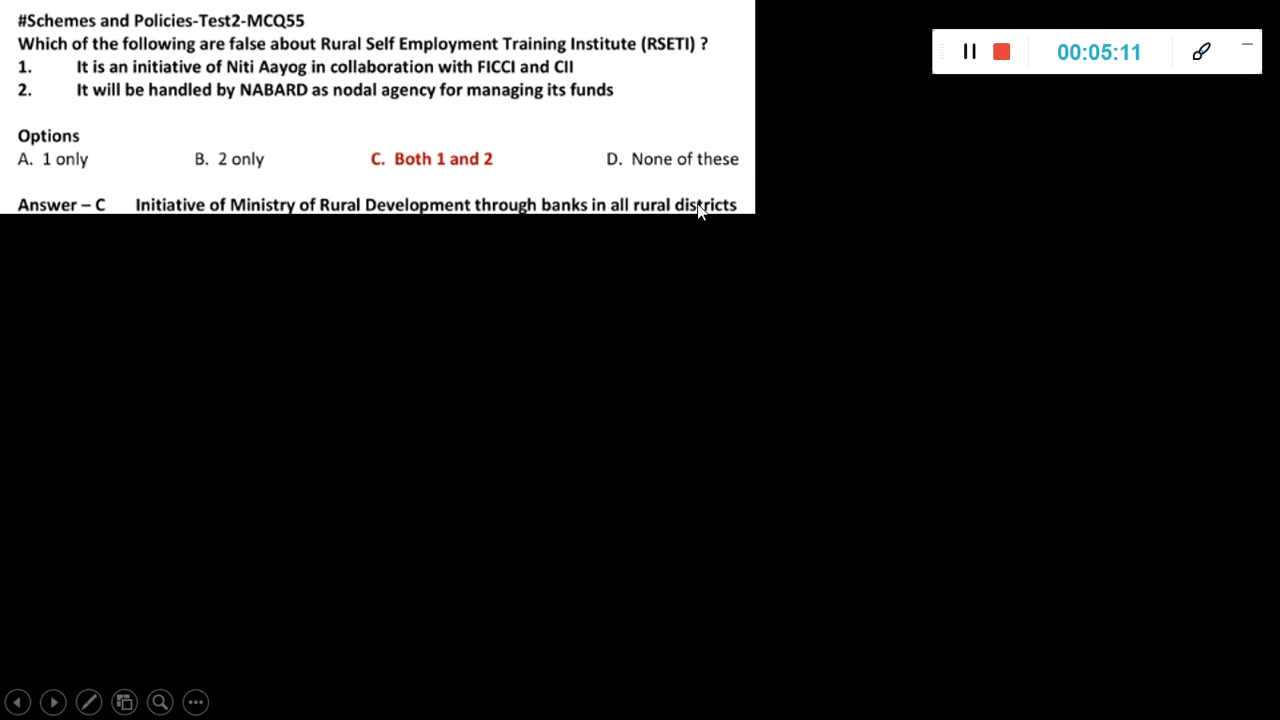 #Schemes and Policies-Test2-MCQ55
Which of the following are false about Rural Self Employment Training Institute (RSETI) ?
1. It is an initiative of Niti Aayog in collaboration with FICCI and CII
2. It will be handled by NABARD as nodal agency for managing its funds
Options
A. 1 only B. 2 only C. Both 1 and 2 D. None of these
Answer – C Initiative of Ministry of Rural Development through banks in all rural districts
00:05:11